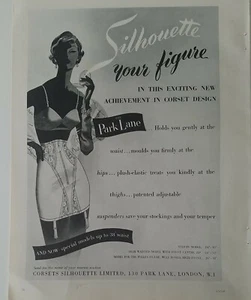 Silhouette
your figure
IN THIS EXCITING NEW
ACHIEVEMENT IN CORSET DESIGN
Park Lane
Holds you gently at the
waist... moulds you firmly at the
hips... plush-elastic treats you kindly at the
thighs... patented adjustable
suspenders save your stockings and your temper
AND NOW special models up to 38 waist
CORSETS SILHOUETTE LIMITED, 130 PARK LANE, LONDON, W.1